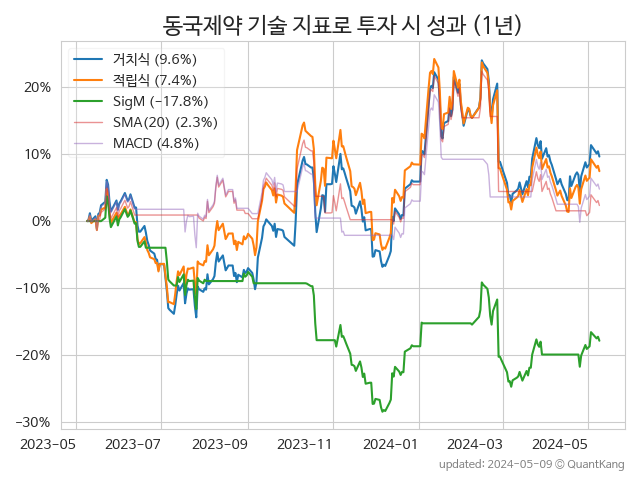 동국제약 기술 지표로 투자 시 성과 (1년)
거치식 (9.6%)
적립식 (7.4%)
SigM (−17.8%)
SMA(20) (2.3%)
MACD (4.8%)
20%
10%
0%
−10%
−20%
−30%
2023-05 2023-07 2023-09 2023-11 2024-01 2024-03 2024-05
updated: 2024-05-09 © QuantKang